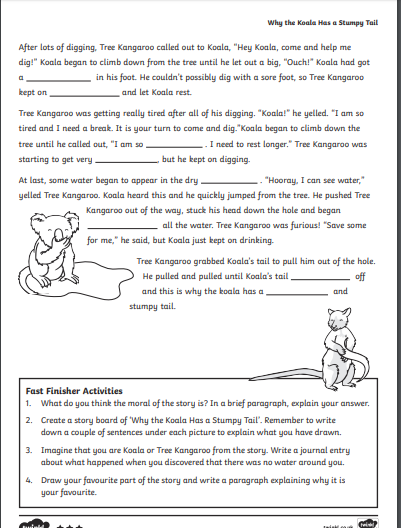 Why the Koala Has a Stumpy Tail
After lots of digging, Tree Kangaroo called out to Koala, “Hey Koala, come and help me
dig!” Koala began to climb down from the tree until he let out a big, “Ouch!” Koala had got
a ______________ in his foot. He couldn’t possibly dig with a sore foot, so Tree Kangaroo
kept on ______________ and let Koala rest.
Tree Kangaroo was getting really tired after all of his digging. “Koala!” he yelled. “I am so
tired and I need a break. It is your turn to come and dig.”Koala began to climb down the
tree until he called out, “I am so ____________ . I need to rest longer.” Tree Kangaroo was
starting to get very _____________, but he kept on digging.
At last, some water began to appear in the dry ____________ . “Hooray, I can see water,”
yelled Tree Kangaroo. Koala heard this and he quickly jumped from the tree. He pushed Tree
Kangaroo out of the way, stuck his head down the hole and began
______________ all the water. Tree Kangaroo was furious! “Save some
for me,” he said, but Koala just kept on drinking.
Tree Kangaroo grabbed Koala’s tail to pull him out of the hole.
He pulled and pulled until Koala’s tail ____________ off
and this is why the koala has a _____________ and
stumpy tail.
Fast Finisher Activities
1. What do you think the moral of the story is? In a brief paragraph, explain your answer.
2. Create a story board of ‘Why the Koala Has a Stumpy Tail’. Remember to write
down a couple of sentences under each picture to explain what you have drawn.
3. Imagine that you are Koala or Tree Kangaroo from the story. Write a journal entry
about what happened when you discovered that there was no water around you.
4. Draw your favourite part of the story and write a paragraph explaining why it is
your favourite.